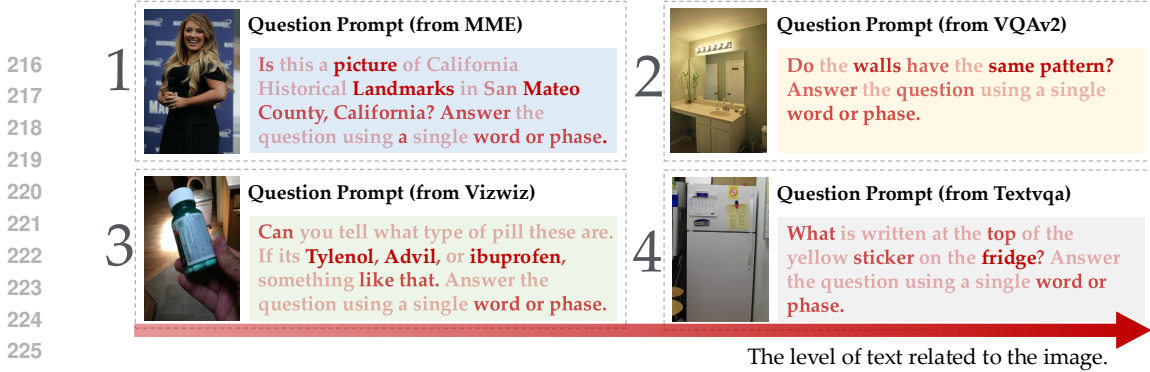 216
217
218
219
220
221
222
223
224
225
1
Question Prompt (from MME)
Is this a picture of California
Historical Landmarks in San Mateo
County, California? Answer the
question using a single word or phase.
2
Question Prompt (from VQAv2)
Do the walls have the same pattern?
Answer the question using a single
word or phase.
3
Question Prompt (from Vizwiz)
Can you tell what type of pill these are.
If its Tylenol, Advil, or ibuprofen,
something like that. Answer the
question using a single word or phase.
4
Question Prompt (from Textvqa)
What is written at the top of the
yellow sticker on the fridge? Answer
the question using a single word or
phase.
The level of text related to the image.